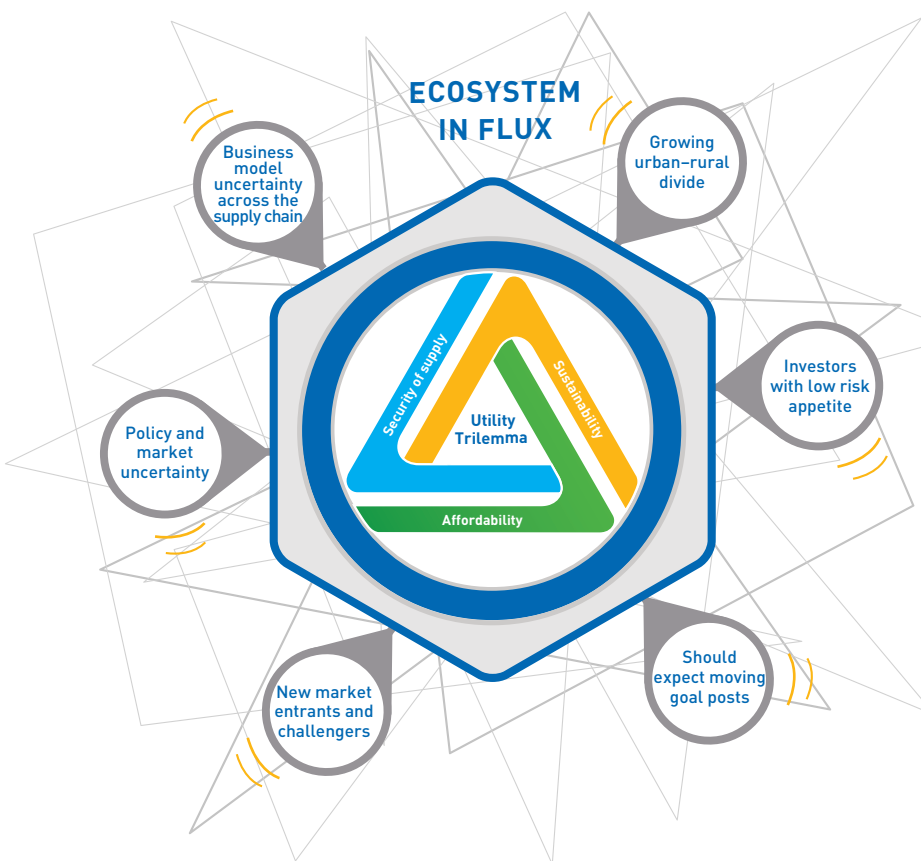 ECOSYSTEM
IN FLUX
Business
model
uncertainty
across the
supply chain
Growing
urban–rural
divide
Security of supply
Sustainability
Utility
Trilemma
Affordability
Investors
with low risk
appetite
Policy and
market
uncertainty
Should
expect moving
goal posts
New market
entrants and
challengers